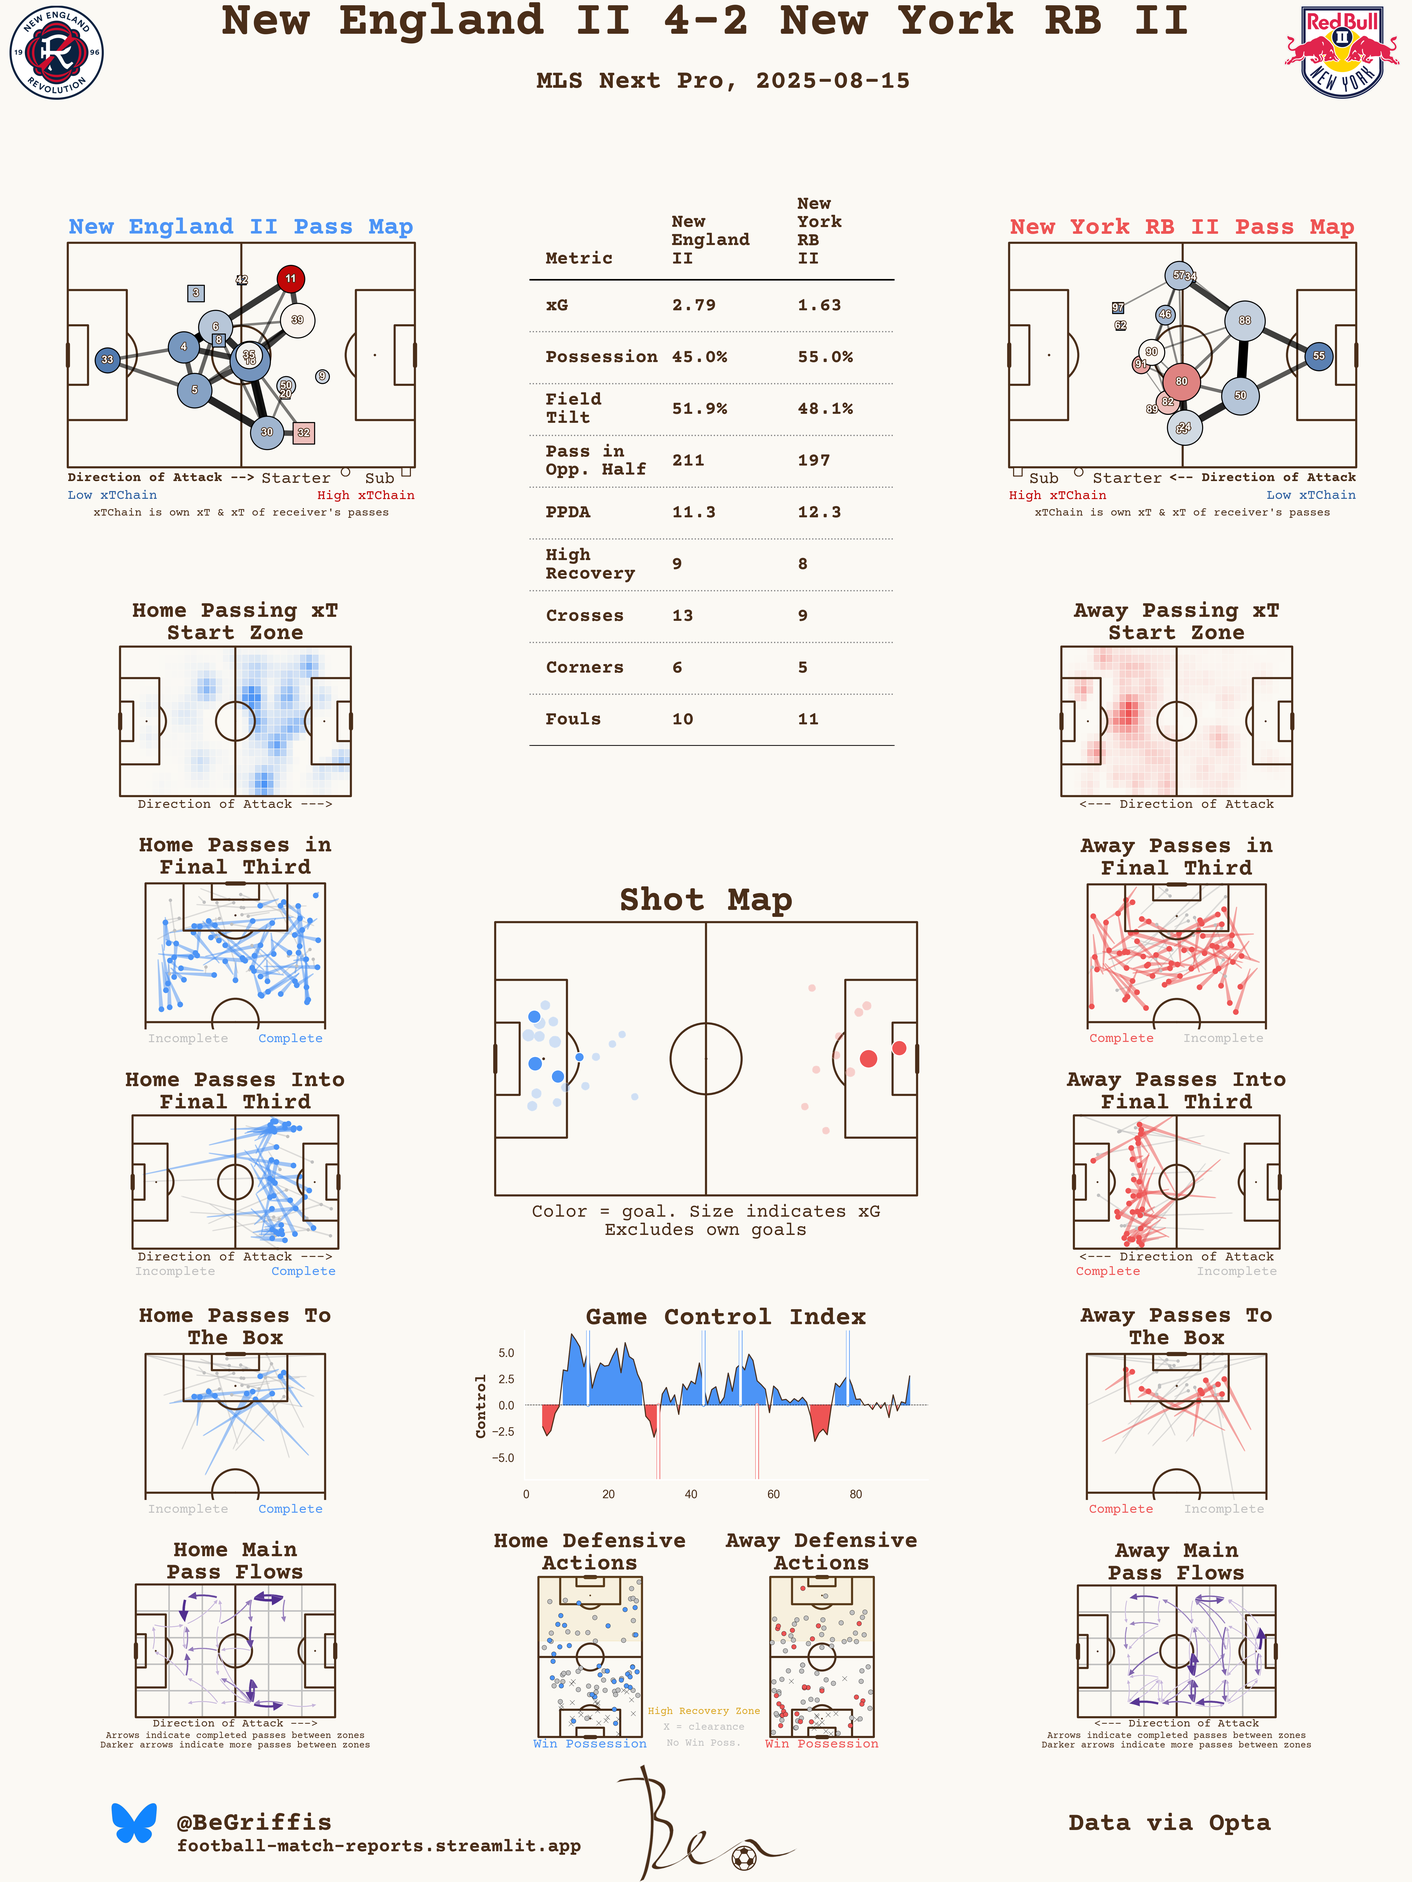 New England II 4-2 New York RB II
MLS Next Pro, 2025-08-15
NEW ENGLAND
19 96
REVOLUTION
Red Bull
II
NEW YORK
New England II Pass Map
33
3
42
11
6
8
4
39
35
5
50
20
9
30
32
Direction of Attack --> Starter Sub
Low xTChain High xTChain
xTChain is own xT & xT of receiver's passes
Metric New England II New York RB II
xG 2.79 1.63
Possession 45.0% 55.0%
Field Tilt 51.9% 48.1%
Pass in Opp. Half 211 197
PPDA 11.3 12.3
High Recovery 9 8
Crosses 13 9
Corners 6 5
Fouls 10 11
New York RB II Pass Map
57
34
97
62
46
88
90
91
55
80
82
89
50
24
Sub Starter <-- Direction of Attack
High xTChain Low xTChain
xTChain is own xT & xT of receiver's passes
Home Passing xT
Start Zone
Direction of Attack --->
Away Passing xT
Start Zone
<--- Direction of Attack
Home Passes in
Final Third
Incomplete Complete
Away Passes in
Final Third
Complete Incomplete
Shot Map
Color = goal. Size indicates xG
Excludes own goals
Home Passes Into
Final Third
Direction of Attack --->
Incomplete Complete
Away Passes Into
Final Third
<--- Direction of Attack
Complete Incomplete
Home Passes To
The Box
Incomplete Complete
Game Control Index
Control
5.0
2.5
0.0
−2.5
−5.0
0 20 40 60 80
Away Passes To
The Box
Complete Incomplete
Home Main
Pass Flows
Direction of Attack --->
Arrows indicate completed passes between zones
Darker arrows indicate more passes between zones
Home Defensive
Actions
Win Possession
Away Defensive
Actions
Win Possession
High Recovery Zone
X = clearance
No Win Poss.
Away Main
Pass Flows
<--- Direction of Attack
Arrows indicate completed passes between zones
Darker arrows indicate more passes between zones
@BeGriffis
football-match-reports.streamlit.app
Ben
Data via Opta